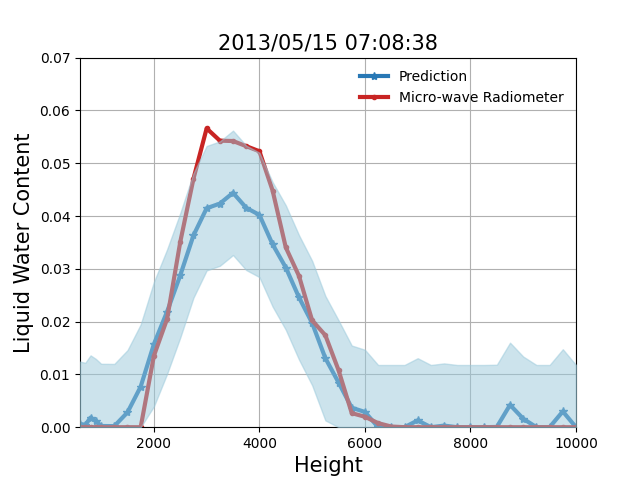 2013/05/15 07:08:38
0.07
0.06
0.05
0.04
0.03
0.02
0.01
0.00
Liquid Water Content
Prediction
Micro-wave Radiometer
2000 4000 6000 8000 10000
Height